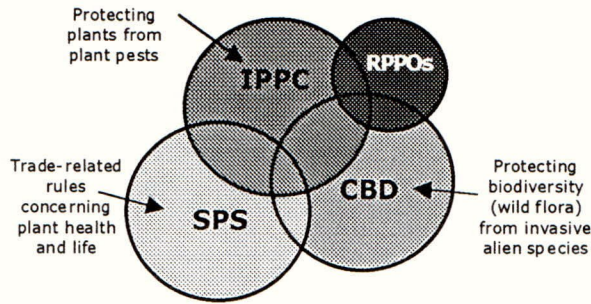 Protecting
plants from
plant pests
IPPC
RPPOs
Trade-related
rules
concerning
plant health
and life
SPS
CBD
Protecting
biodiversity
(wild flora)
from invasive
alien species